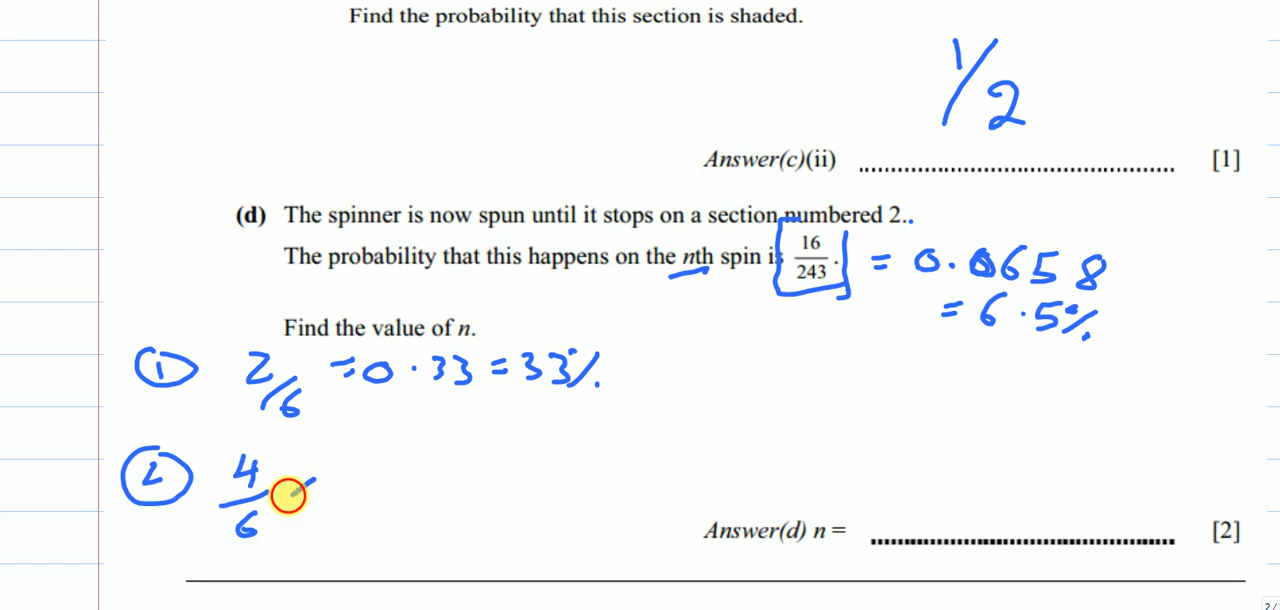 Find the probability that this section is shaded.
1/2
Answer(c)(ii) ........................................................ [1]
(d) The spinner is now spun until it stops on a section numbered 2..
The probability that this happens on the nth spin is 16/243. = 0.0658
= 6.5%
Find the value of n.
① 2/6 = 0.33 = 33%
② 4/6
Answer(d) n = ........................................................ [2]
2/